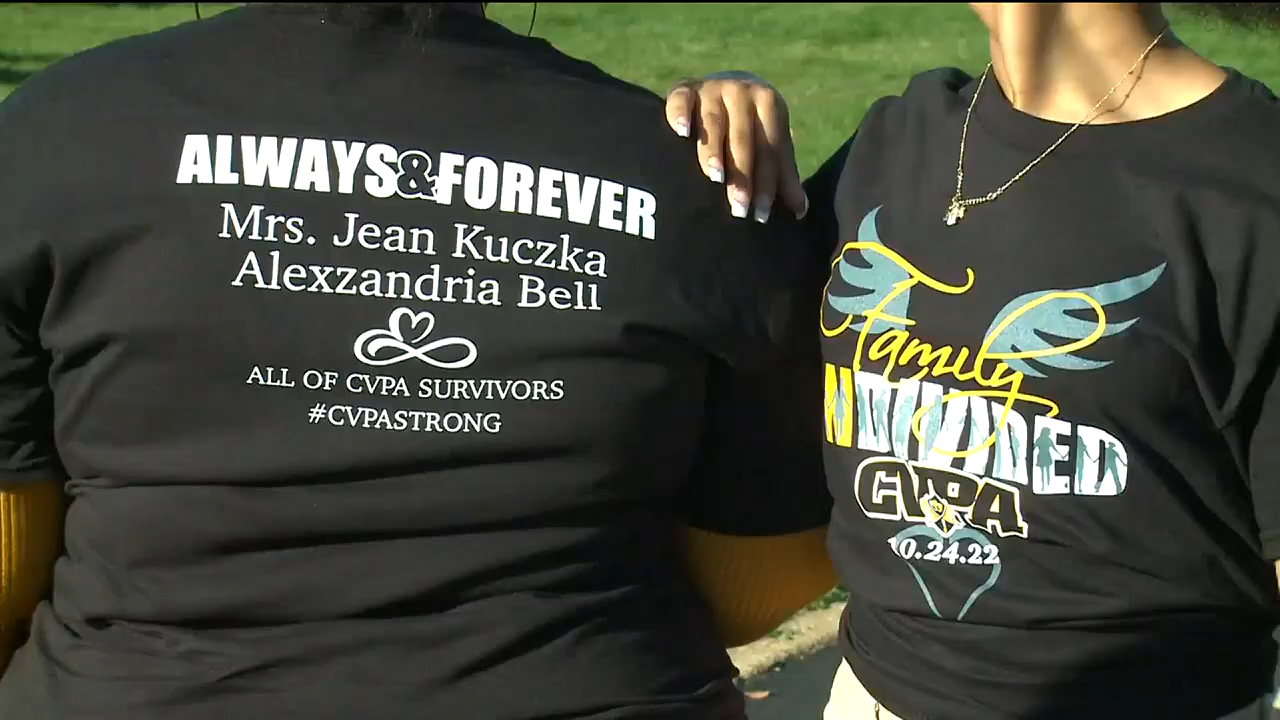 ALWAYS&FOREVER
Mrs. Jean Kuczka
Alexzandria Bell
ALL OF CVPA SURVIVORS
#CVPASTRONG
Family
UNDIVIDED
CVPA
10.24.22